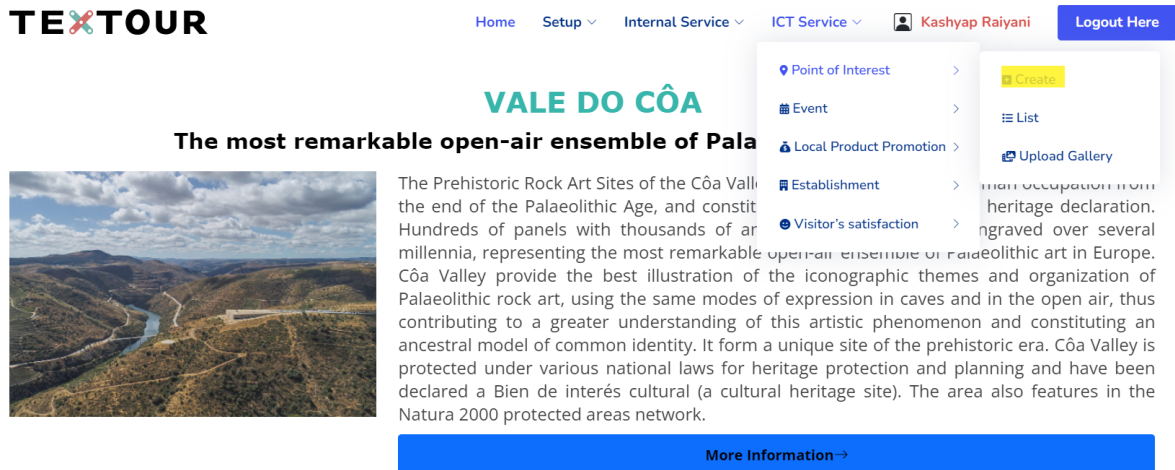 TEXTOUR
Home Setup Internal Service ICT Service Kashyap Raiyani Logout Here
Point of Interest
Event
Local Product Promotion
Establishment
Visitor's satisfaction
Create
List
Upload Gallery
VALE DO CÔA
The most remarkable open-air ensemble of
The Prehistoric Rock Art Sites of the Côa occupation from
the end of the Palaeolithic Age, and heritage declaration.
Hundreds of panels with thousands of over several
millennia, representing the most remarkable open-air ensemble of Palaeolithic art in Europe.
Côa Valley provide the best illustration of the iconographic themes and organization of
Palaeolithic rock art, using the same modes of expression in caves and in the open air, thus
contributing to a greater understanding of this artistic phenomenon and constituting an
ancestral model of common identity. It form a unique site of the prehistoric era. Côa Valley is
protected under various national laws for heritage protection and planning and have been
declared a Bien de interés cultural (a cultural heritage site). The area also features in the
Natura 2000 protected areas network.
More Information→